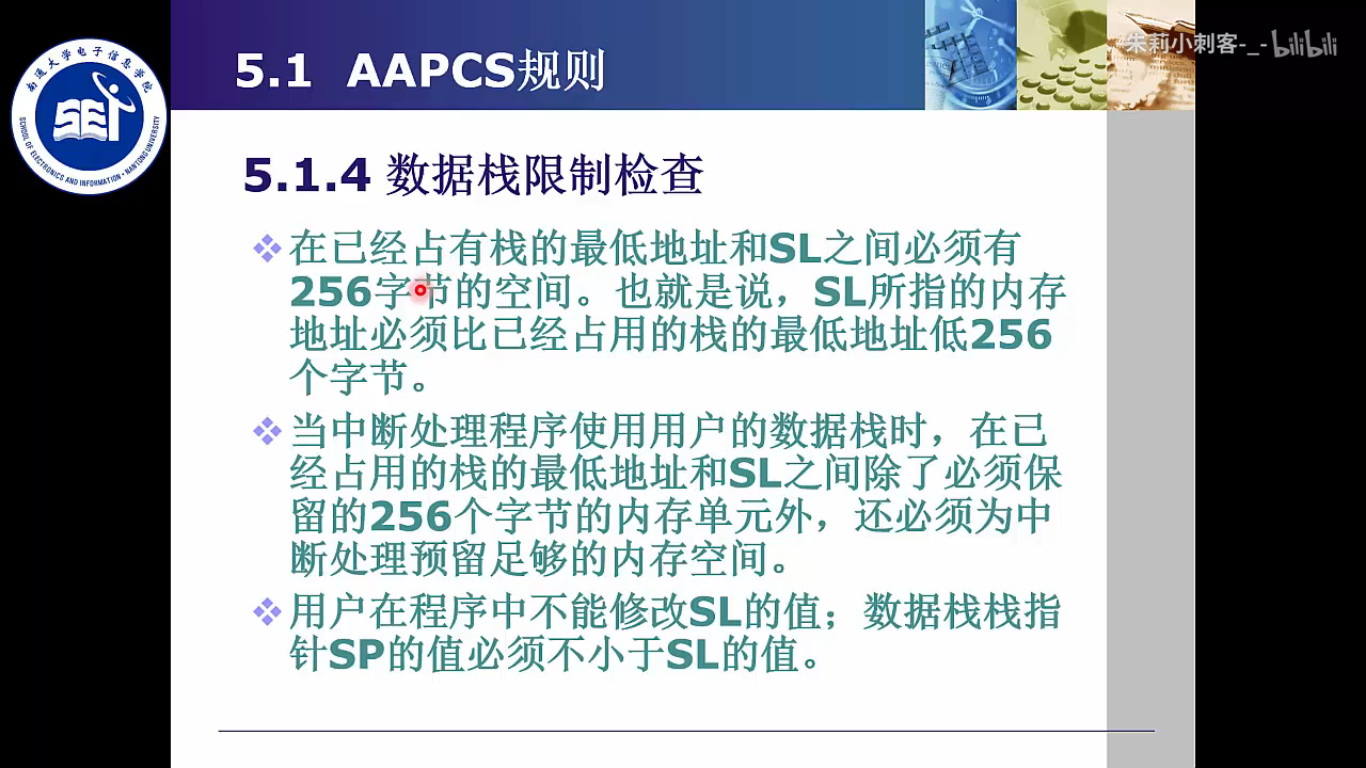 5.1 AAPCS规则
朱莉小刺客-_- bilibili
南通大学电子信息学院
SEI
SCHOOL OF ELECTRONICS AND INFORMATION · NANTONG UNIVERSITY
5.1.4 数据栈限制检查
在已经占有栈的最低地址和SL之间必须有
256字节的空间。也就是说，SL所指的内存
地址必须比已经占用的栈的最低地址低256
个字节。
当中断处理程序使用用户的数据栈时，在已
经占用的栈的最低地址和SL之间除了必须保
留的256个字节的内存单元外，还必须为中
断处理预留足够的内存空间。
用户在程序中不能修改SL的值；数据栈栈指
针SP的值必须不小于SL的值。